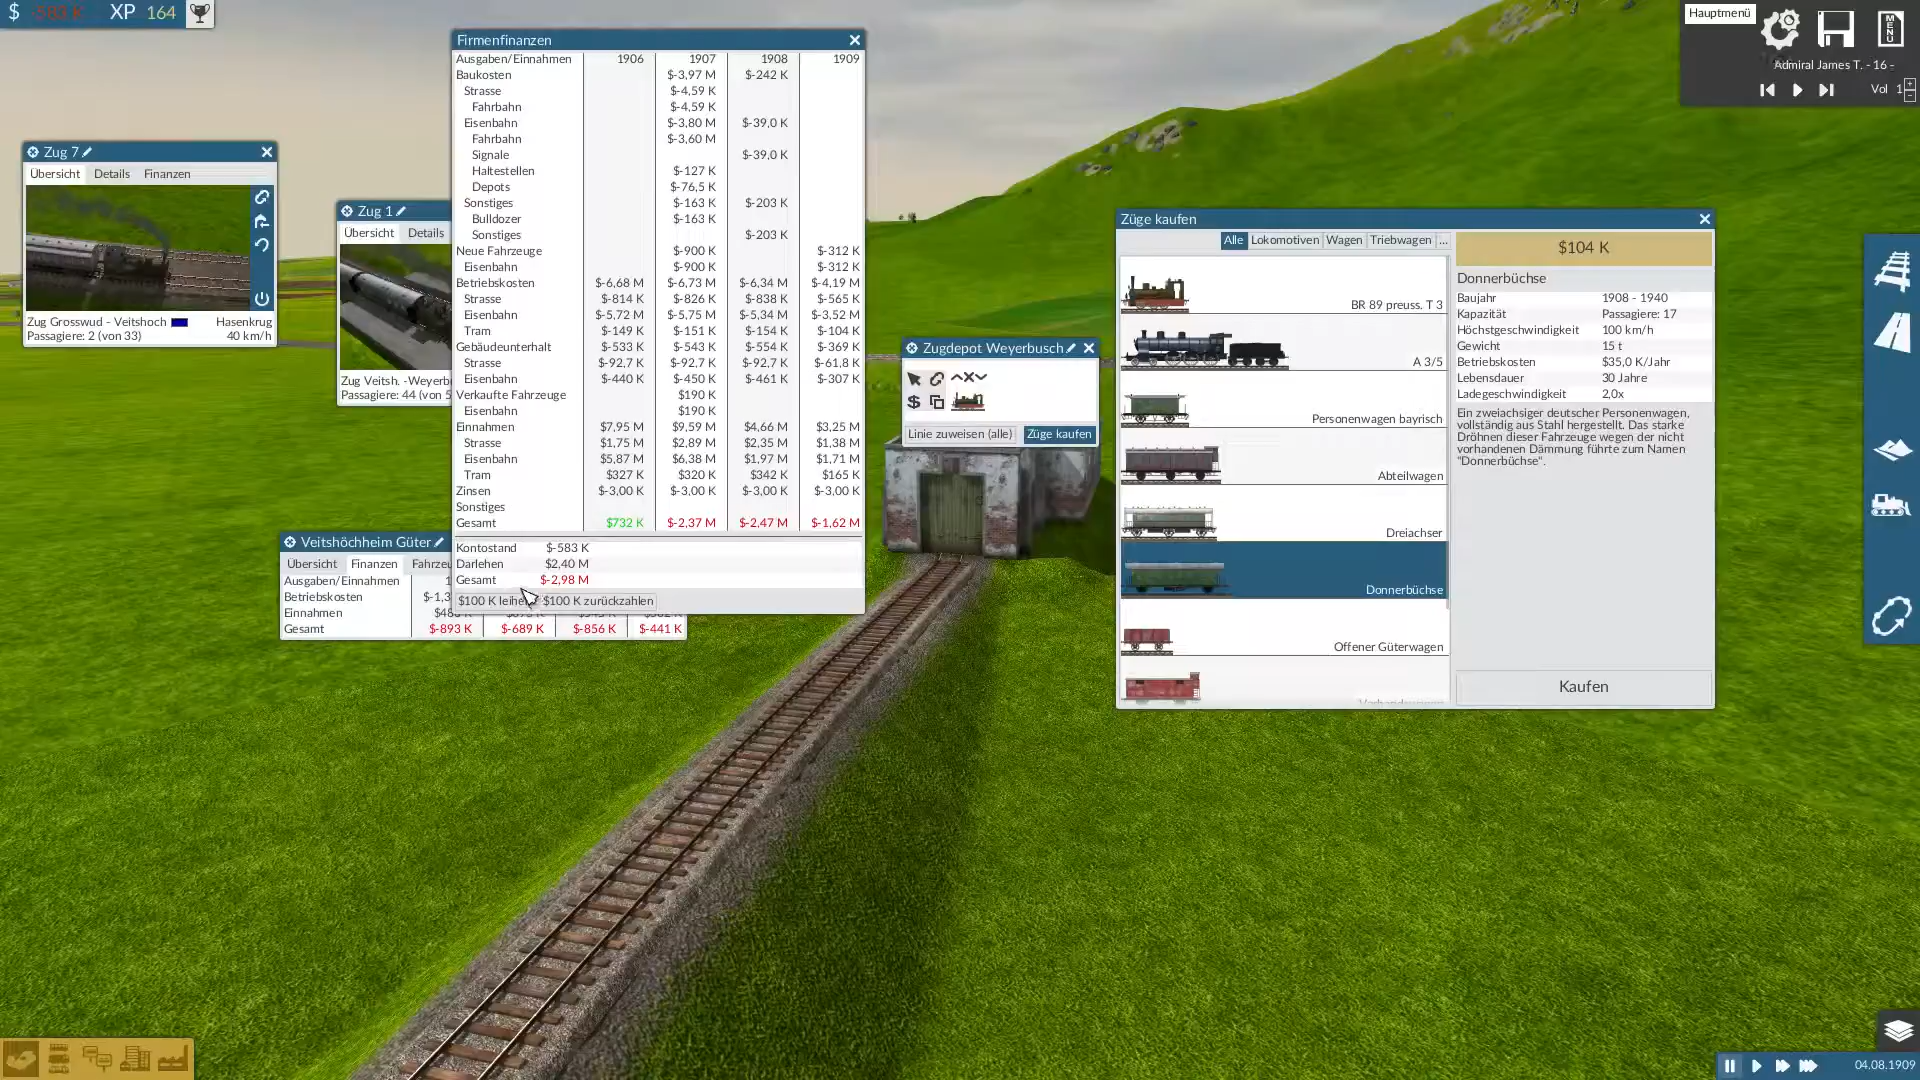 $ -583 K XP 164
Hauptmenü
MENU
Admiral James T. - 16 -
Vol 1
Zug 7
Übersicht Details Finanzen
Zug Grosswud - Veitshoch Hasenkrug
Passagiere: 2 (von 33) 40 km/h
Zug 1
Übersicht Details
Zug Veitsh. -Weyerb
Passagiere: 44 (von 5
Firmenfinanzen
Ausgaben/Einnahmen 1906 1907 1908 1909
Baukosten $-3,97 M $-242 K
Strasse $-4,59 K
Fahrbahn $-4,59 K
Eisenbahn $-3,80 M $-39,0 K
Fahrbahn $-3,60 M
Signale $-39,0 K
Haltestellen $-127 K
Depots $-76,5 K
Sonstiges $-163 K $-203 K
Bulldozer $-163 K
Sonstiges $-203 K
Neue Fahrzeuge $-900 K $-312 K
Eisenbahn $-900 K $-312 K
Betriebskosten $-6,68 M $-6,73 M $-6,34 M $-4,19 M
Strasse $-814 K $-826 K $-838 K $-565 K
Eisenbahn $-5,72 M $-5,75 M $-5,34 M $-3,52 M
Tram $-149 K $-151 K $-154 K $-104 K
Gebäudeunterhalt $-533 K $-543 K $-554 K $-369 K
Strasse $-92,7 K $-92,7 K $-92,7 K $-61,8 K
Eisenbahn $-440 K $-450 K $-461 K $-307 K
Verkaufte Fahrzeuge $190 K
Eisenbahn $190 K
Einnahmen $7,95 M $9,59 M $4,66 M $3,25 M
Strasse $1,75 M $2,89 M $2,35 M $1,38 M
Eisenbahn $5,87 M $6,38 M $1,97 M $1,71 M
Tram $327 K $320 K $342 K $165 K
Zinsen $-3,00 K $-3,00 K $-3,00 K $-3,00 K
Sonstiges
Gesamt $732 K $-2,37 M $-2,47 M $-1,62 M
Kontostand $-583 K
Darlehen $2,40 M
Gesamt $-2,98 M
$100 K leihe $100 K zurückzahlen
Veitshöchheim Güter
Übersicht Finanzen Fahrzeu
Ausgaben/Einnahmen 1
Betriebskosten $-1,3
Einnahmen
Gesamt $-893 K $-689 K $-856 K $-441 K
Zugdepot Weyerbusch
Linie zuweisen (alle) Züge kaufen
Züge kaufen
Alle Lokomotiven Wagen Triebwagen ...
BR 89 preuss. T 3
A 3/5
Personenwagen bayrisch
Abteilwagen
Dreiachser
Donnerbüchse
Offener Güterwagen
$104 K
Donnerbüchse
Baujahr 1908 - 1940
Kapazität Passagiere: 17
Höchstgeschwindigkeit 100 km/h
Gewicht 15 t
Betriebskosten $35,0 K/Jahr
Lebensdauer 30 Jahre
Ladegeschwindigkeit 2,0x
Ein zweiachsiger deutscher Personenwagen,
vollständig aus Stahl hergestellt. Das starke
Dröhnen dieser Fahrzeuge wegen der nicht
vorhandenen Dämmung führte zum Namen
"Donnerbüchse".
Kaufen
04.08.1909